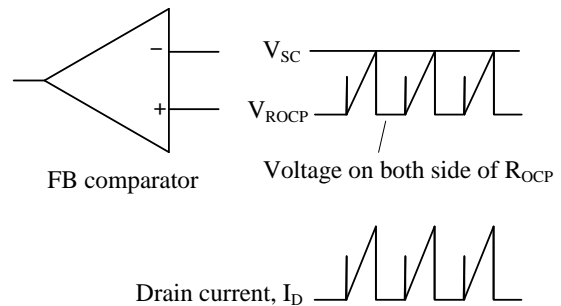 −
V_SC
+
V_ROCP
Voltage on both side of R_OCP
FB comparator
Drain current, I_D